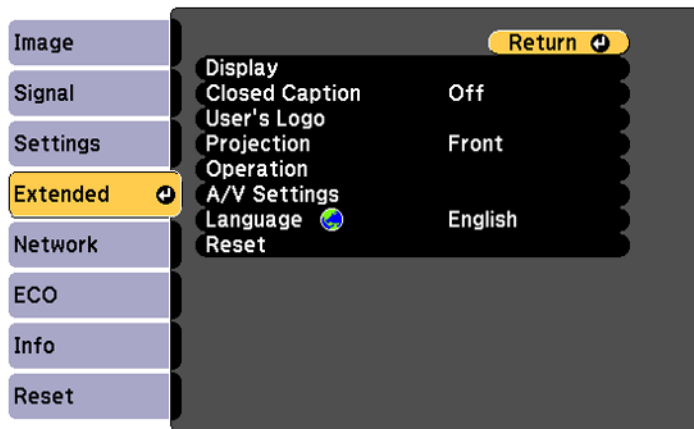 Image
Signal
Settings
Extended
Network
ECO
Info
Reset
Return
Display
Closed Caption Off
User's Logo
Projection Front
Operation
A/V Settings
Language English
Reset